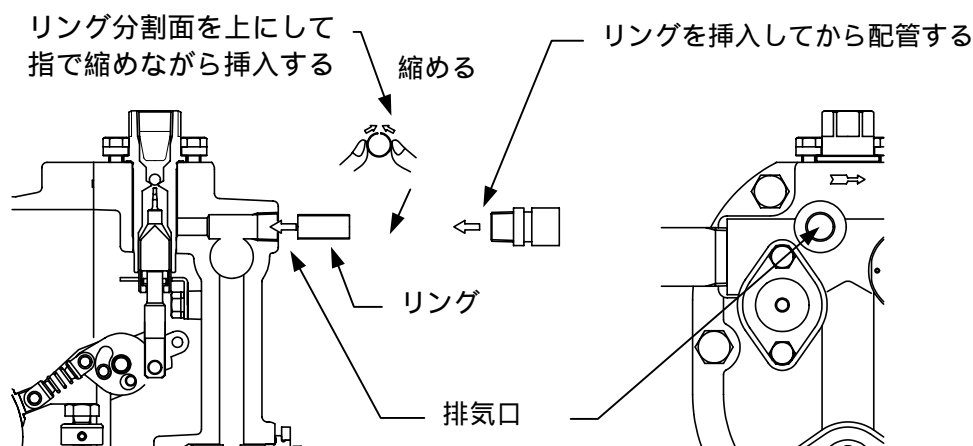 リング分割面を上にして
指で縮めながら挿入する
縮める
リングを挿入してから配管する
リング
排気口